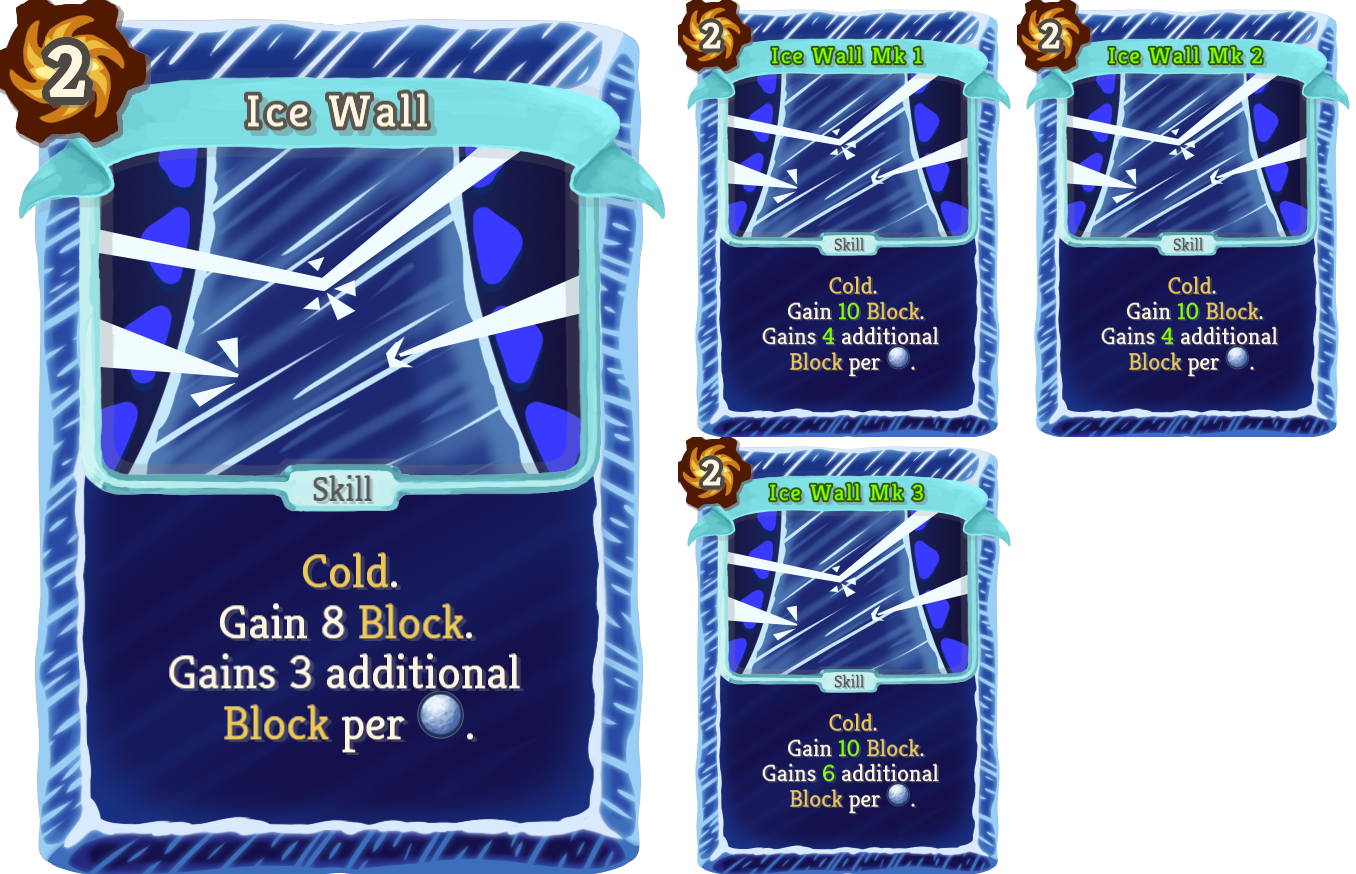 2
Ice Wall
Skill
Cold.
Gain 8 Block.
Gains 3 additional
Block per .
2
Ice Wall Mk 1
Skill
Cold.
Gain 10 Block.
Gains 4 additional
Block per .
2
Ice Wall Mk 2
Skill
Cold.
Gain 10 Block.
Gains 4 additional
Block per .
2
Ice Wall Mk 3
Skill
Cold.
Gain 10 Block.
Gains 6 additional
Block per .